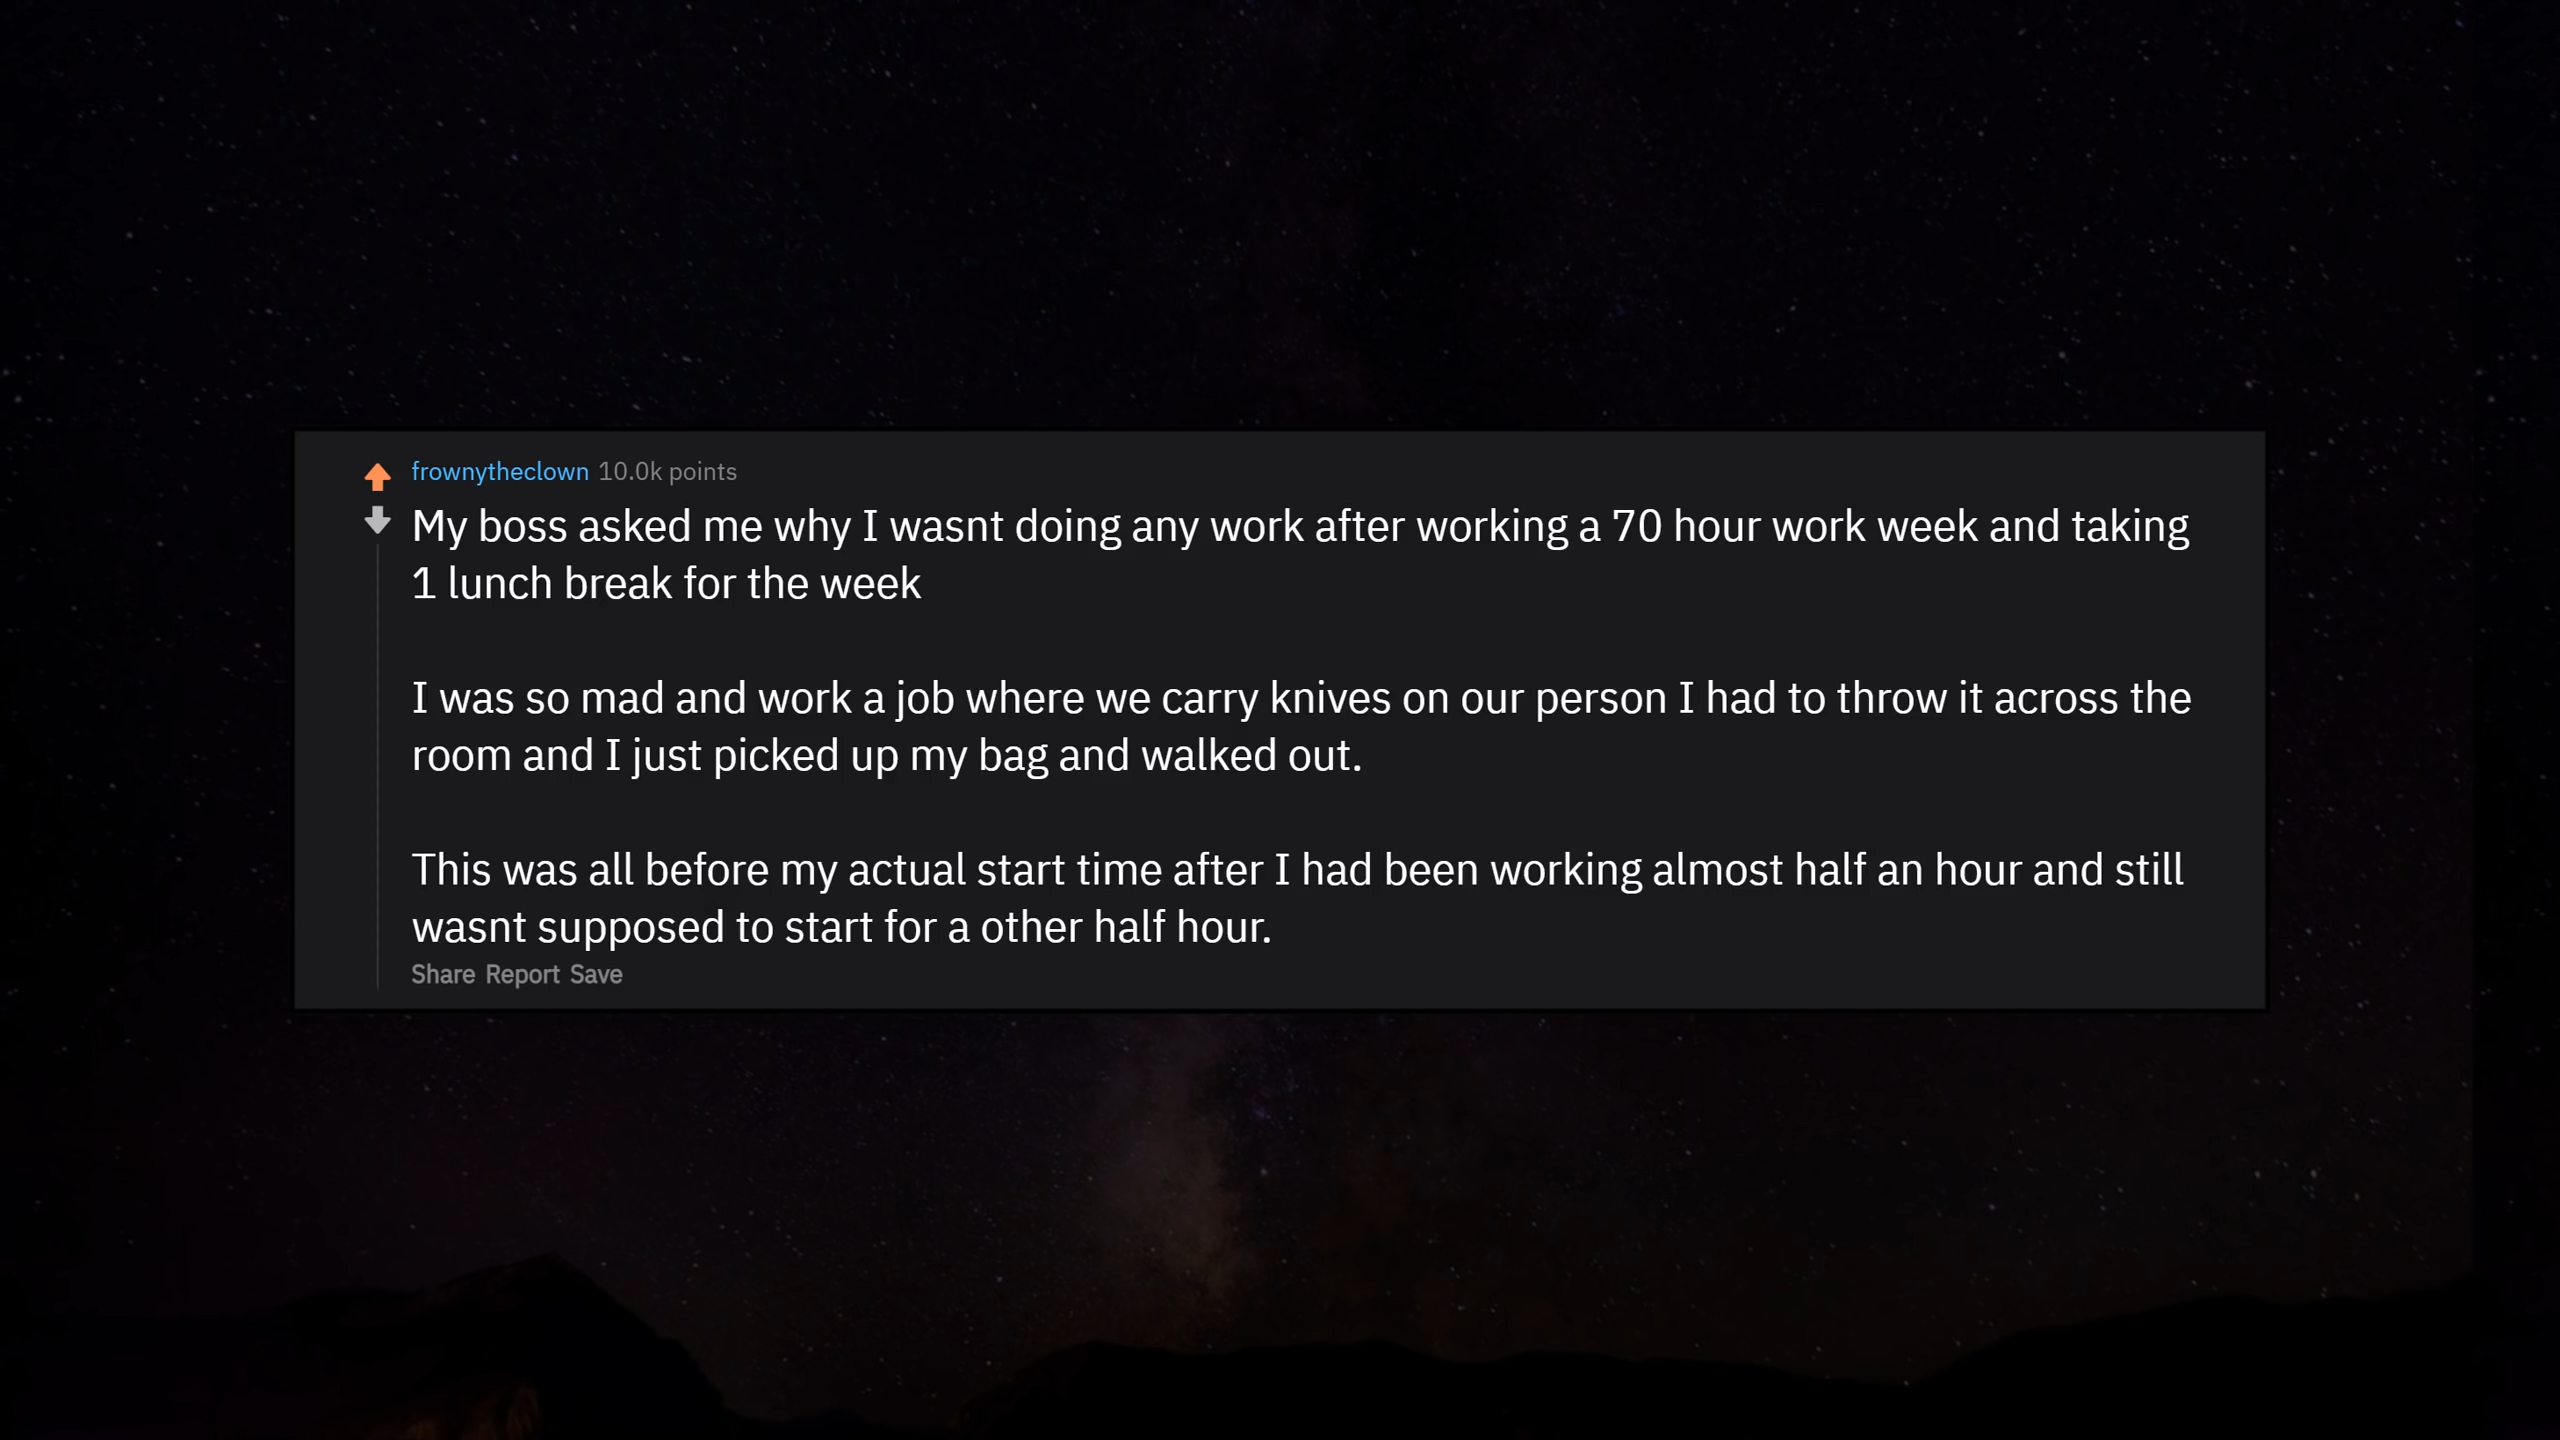 frownytheclown 10.0k points
My boss asked me why I wasnt doing any work after working a 70 hour work week and taking
1 lunch break for the week
I was so mad and work a job where we carry knives on our person I had to throw it across the
room and I just picked up my bag and walked out.
This was all before my actual start time after I had been working almost half an hour and still
wasnt supposed to start for a other half hour.
Share Report Save